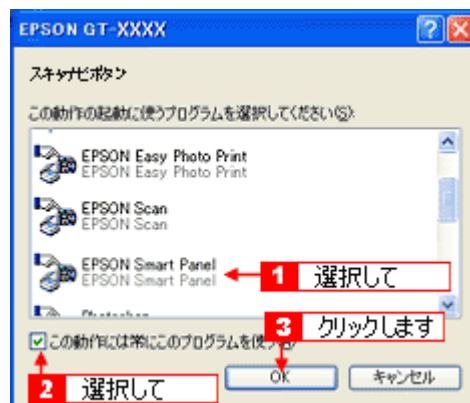 EPSON GT-XXXX
スキャナビボタン
この動作の起動に使うプログラムを選択してください(S):
EPSON Easy Photo Print
EPSON Easy Photo Print
EPSON Scan
EPSON Scan
EPSON Smart Panel
EPSON Smart Panel
1 選択して
3 クリックします
この動作には常にこのプログラムを使
2 選択して
OK
キャンセル